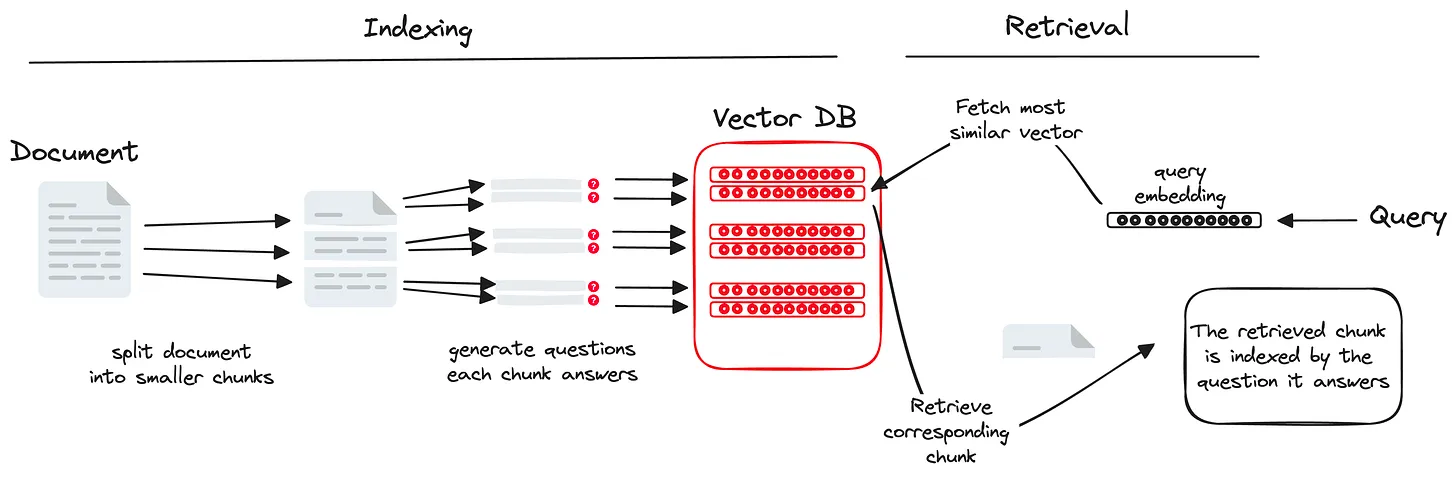 Indexing
Retrieval
Document
Vector DB
Fetch most
similar vector
query
embedding
Query
?
?
?
?
?
?
split document
into smaller chunks
generate questions
each chunk answers
Retrieve
corresponding
chunk
The retrieved chunk
is indexed by the
question it answers